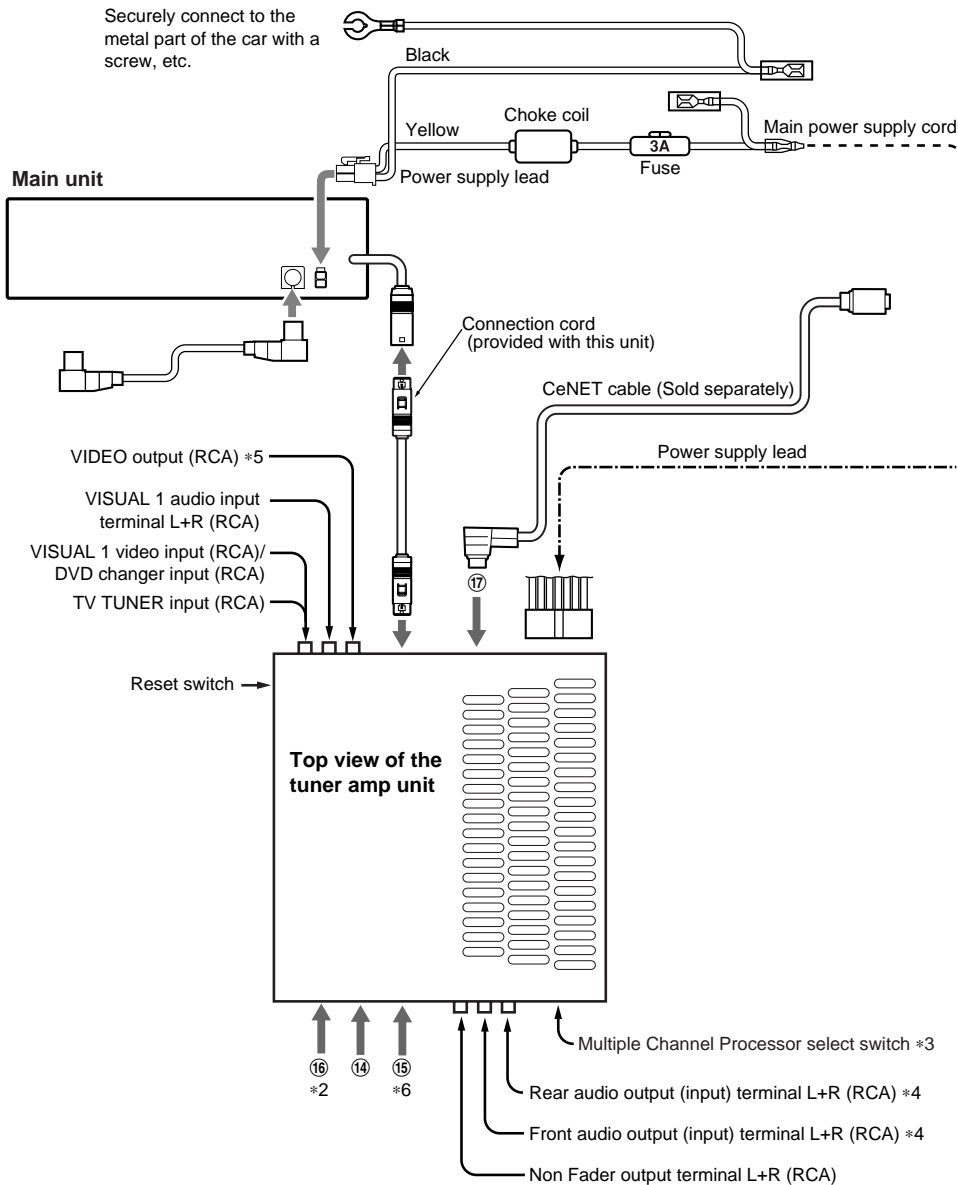 Securely connect to the
metal part of the car with a
screw, etc.
Black
Choke coil
Yellow
3A
Fuse
Main power supply cord
Power supply lead
Main unit
Connection cord
(provided with this unit)
CeNET cable (Sold separately)
VIDEO output (RCA) *5
Power supply lead
VISUAL 1 audio input
terminal L+R (RCA)
VISUAL 1 video input (RCA)/
DVD changer input (RCA)
TV TUNER input (RCA)
⑰
Reset switch
Top view of the
tuner amp unit
⑯ ⑭ ⑮
*2 *6
Multiple Channel Processor select switch *3
Rear audio output (input) terminal L+R (RCA) *4
Front audio output (input) terminal L+R (RCA) *4
Non Fader output terminal L+R (RCA)